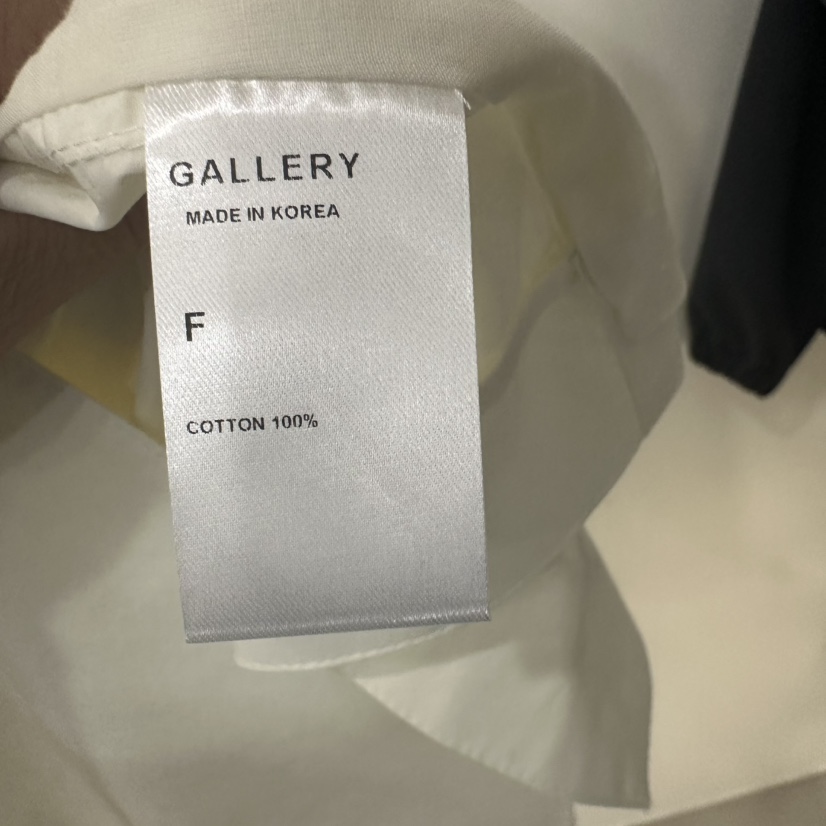 GALLERY
MADE IN KOREA
F
COTTON 100%